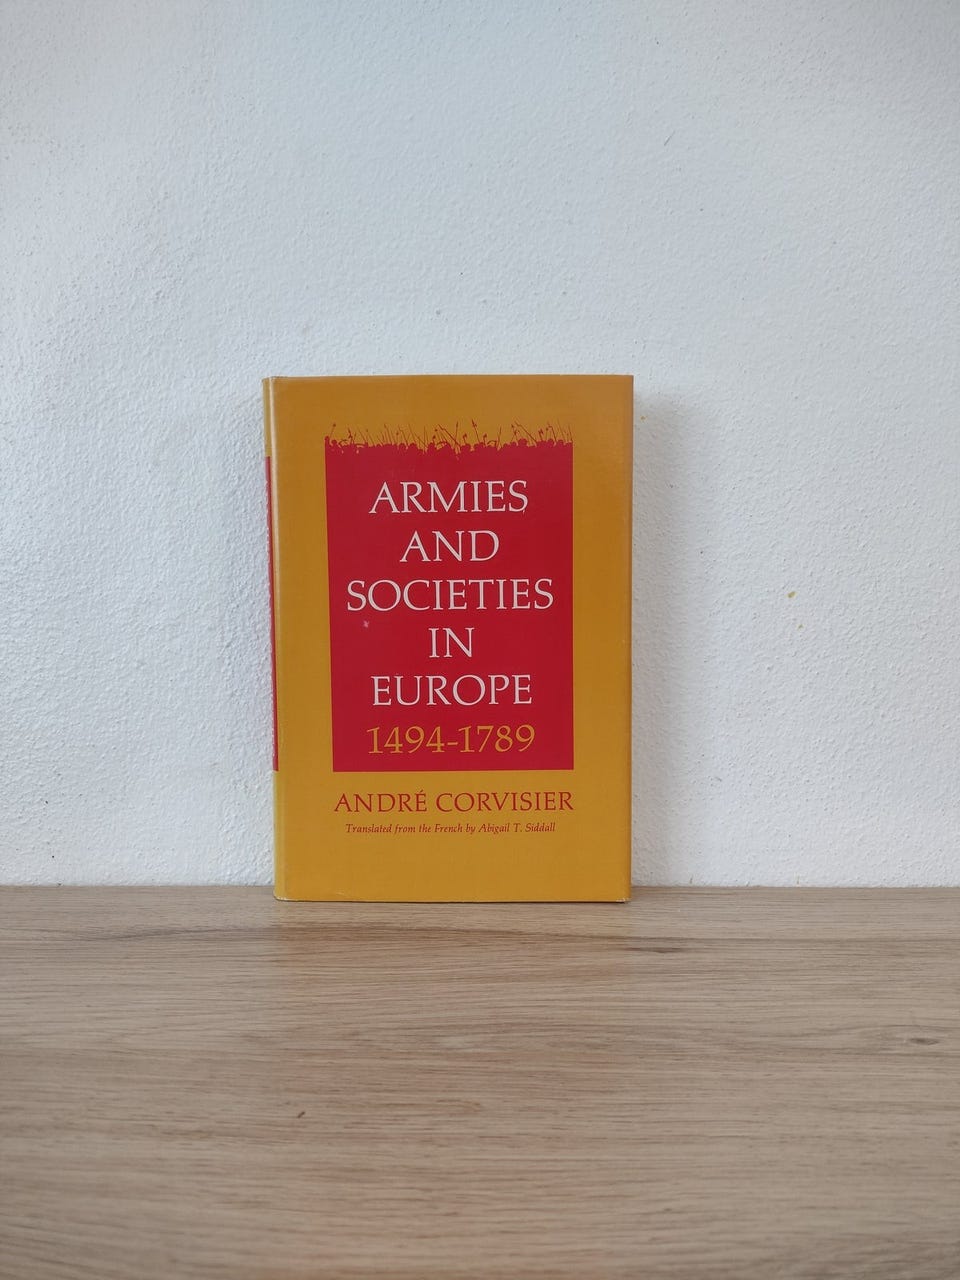 ARMIES
AND
SOCIETIES
IN
EUROPE
1494-1789
ANDRÉ CORVISIER
Translated from the French by Abigail T. Siddall